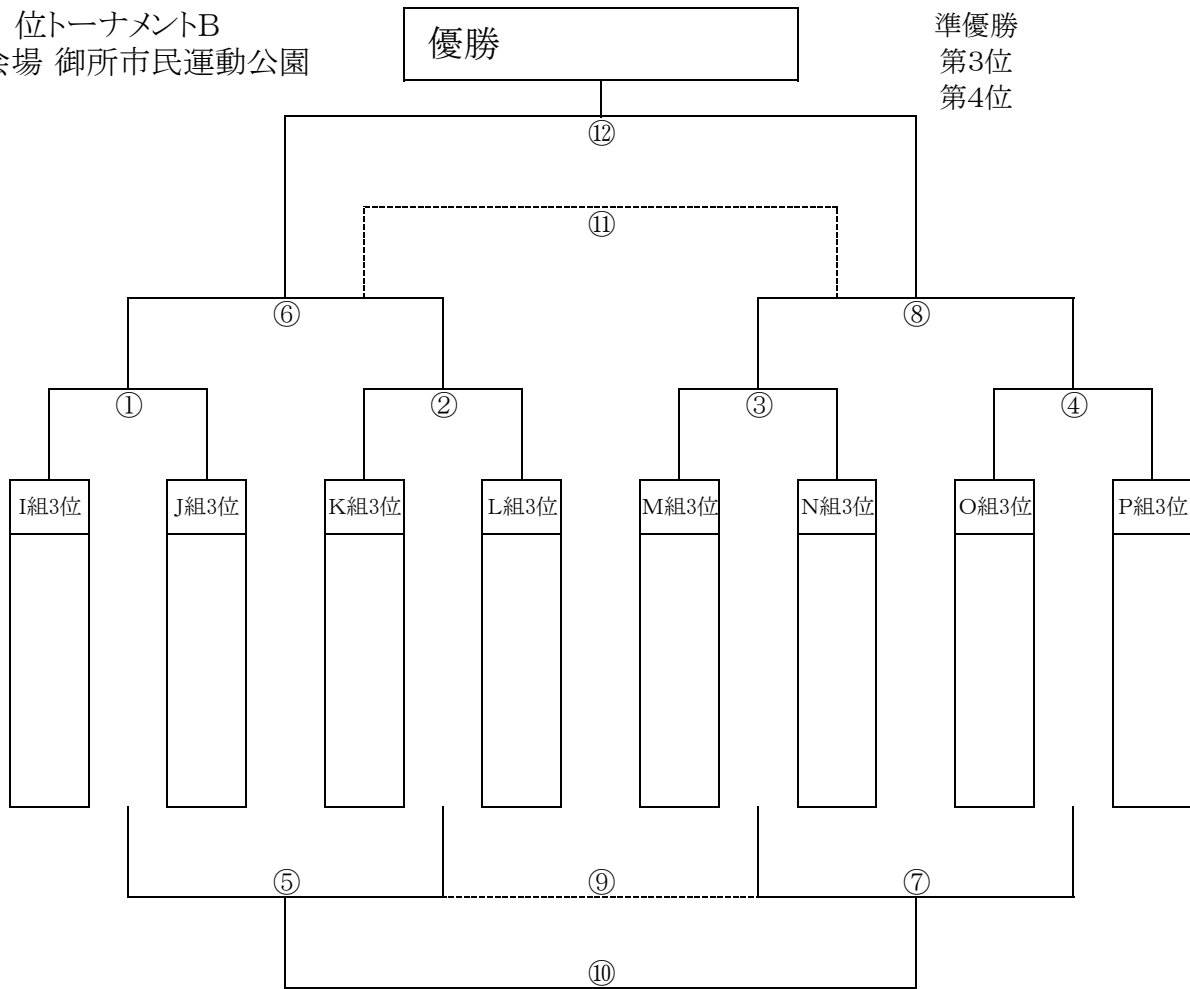 位トーナメントB
会場 御所市民運動公園
優勝
準優勝
第3位
第4位
⑫
⑪
⑥ ⑧
① ② ③ ④
I組3位 J組3位 K組3位 L組3位 M組3位 N組3位 O組3位 P組3位
⑤ ⑨ ⑦
⑩